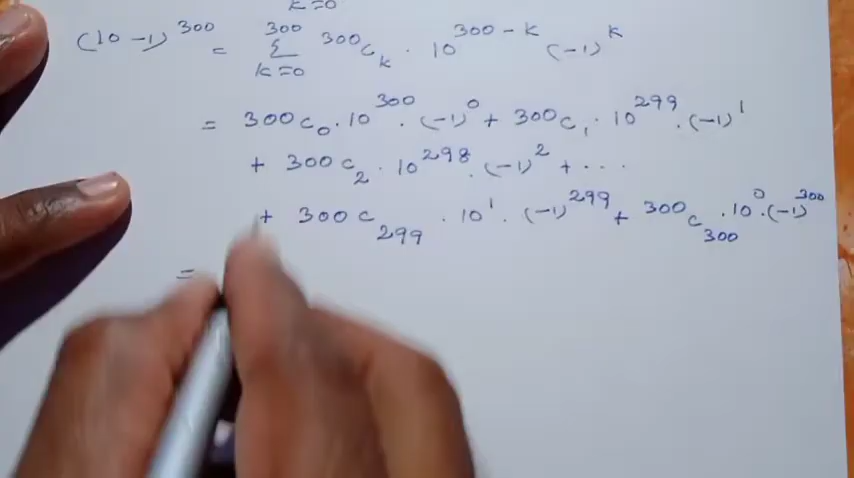 k=0
(10-1)^300 = Σ_{k=0}^{300} 300C_k · 10^{300-k} (-1)^k
= 300C_0 · 10^300 · (-1)^0 + 300C_1 · 10^299 · (-1)^1
+ 300C_2 · 10^298 · (-1)^2 + ····
+ 300C_299 · 10^1 · (-1)^299 + 300C_300 · 10^0 · (-1)^300
=